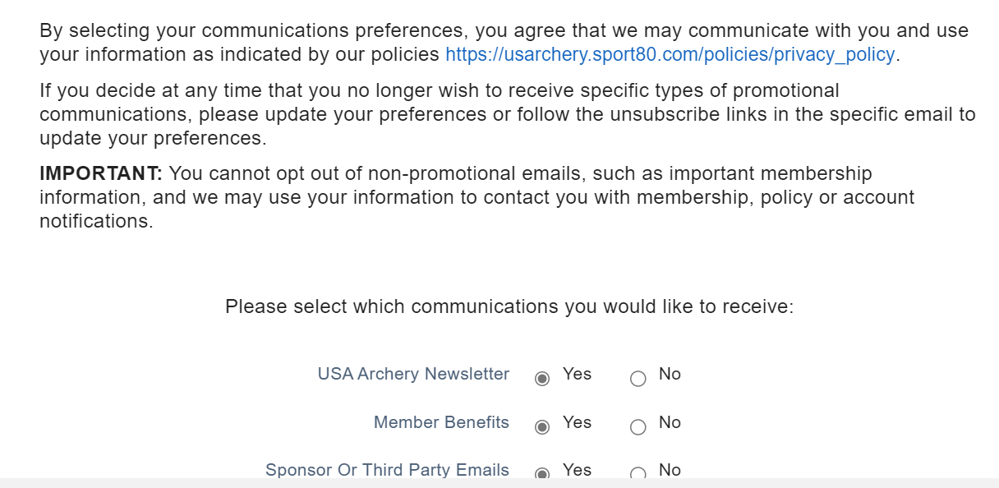 By selecting your communications preferences, you agree that we may communicate with you and use
your information as indicated by our policies https://usarchery.sport80.com/policies/privacy_policy.
If you decide at any time that you no longer wish to receive specific types of promotional
communications, please update your preferences or follow the unsubscribe links in the specific email to
update your preferences.
IMPORTANT: You cannot opt out of non-promotional emails, such as important membership
information, and we may use your information to contact you with membership, policy or account
notifications.
Please select which communications you would like to receive:
USA Archery Newsletter Yes No
Member Benefits Yes No
Sponsor Or Third Party Emails Yes No